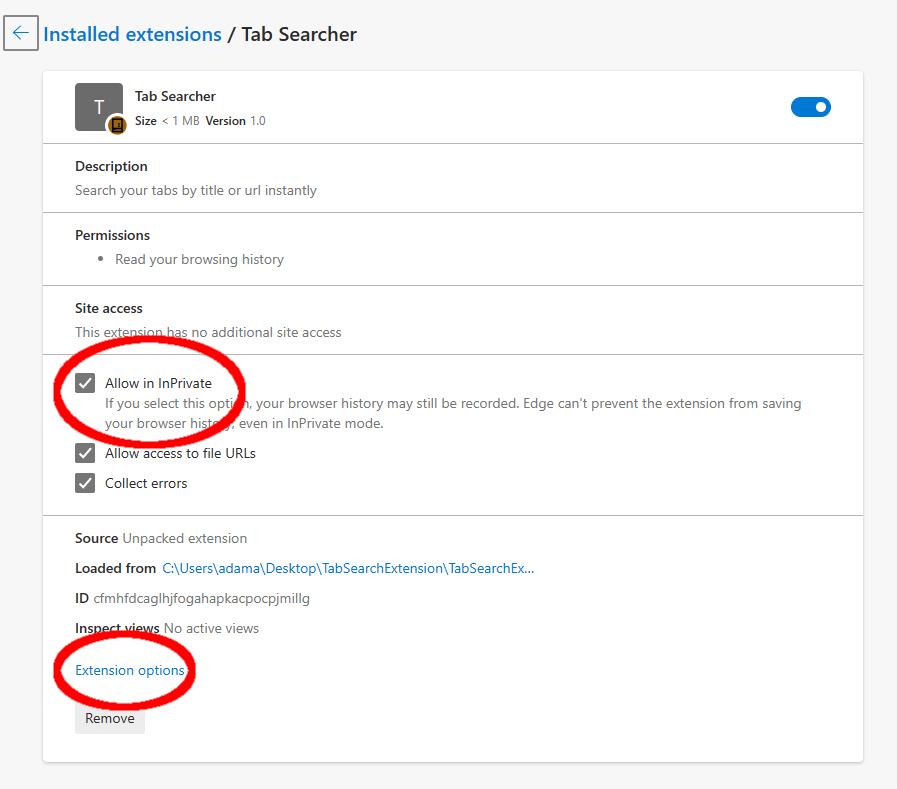 Installed extensions / Tab Searcher
T
Tab Searcher
Size < 1 MB Version 1.0
Description
Search your tabs by title or url instantly
Permissions
• Read your browsing history
Site access
This extension has no additional site access
Allow in InPrivate
If you select this option, your browser history may still be recorded. Edge can't prevent the extension from saving
your browser history, even in InPrivate mode.
Allow access to file URLs
Collect errors
Source Unpacked extension
Loaded from C:\Users\adama\Desktop\TabSearchExtension\TabSearchEx...
ID cfmhfdcaglhjfogahapkacpocpjmillg
Inspect views No active views
Extension options
Remove